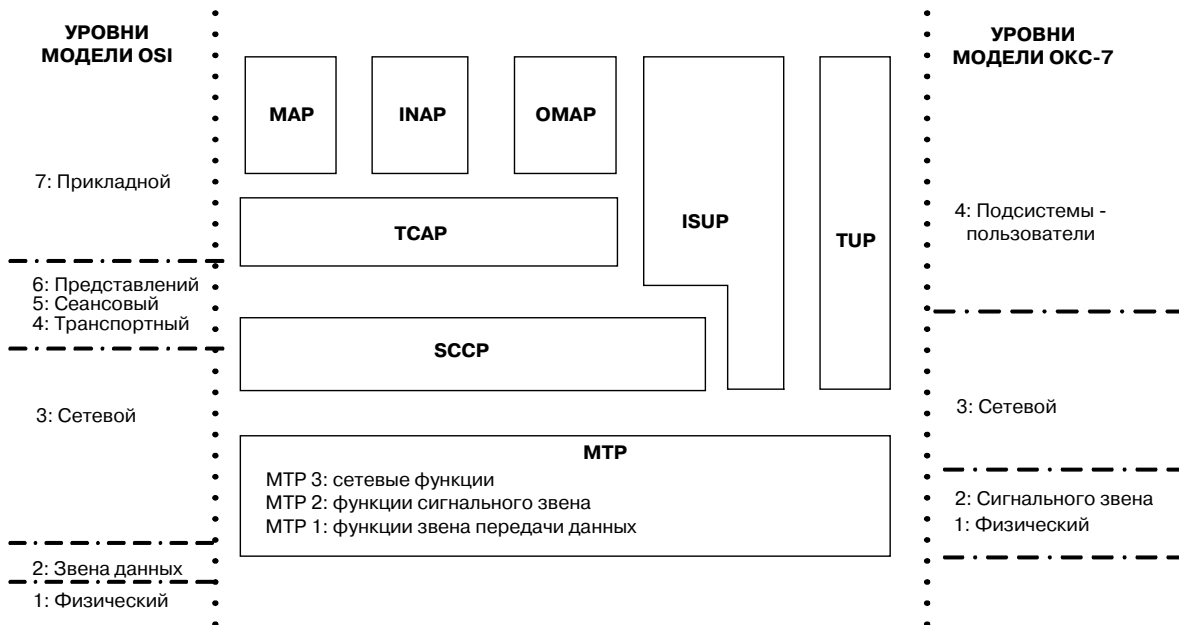 УРОВНИ
МОДЕЛИ OSI
7: Прикладной
6: Представлений
5: Сеансовый
4: Транспортный
3: Сетевой
2: Звена данных
1: Физический
MAP
INAP
OMAP
TCAP
ISUP
TUP
SCCP
MTP
MTP 3: сетевые функции
MTP 2: функции сигнального звена
MTP 1: функции звена передачи данных
УРОВНИ
МОДЕЛИ ОКС-7
4: Подсистемы -
пользователи
3: Сетевой
2: Сигнального звена
1: Физический